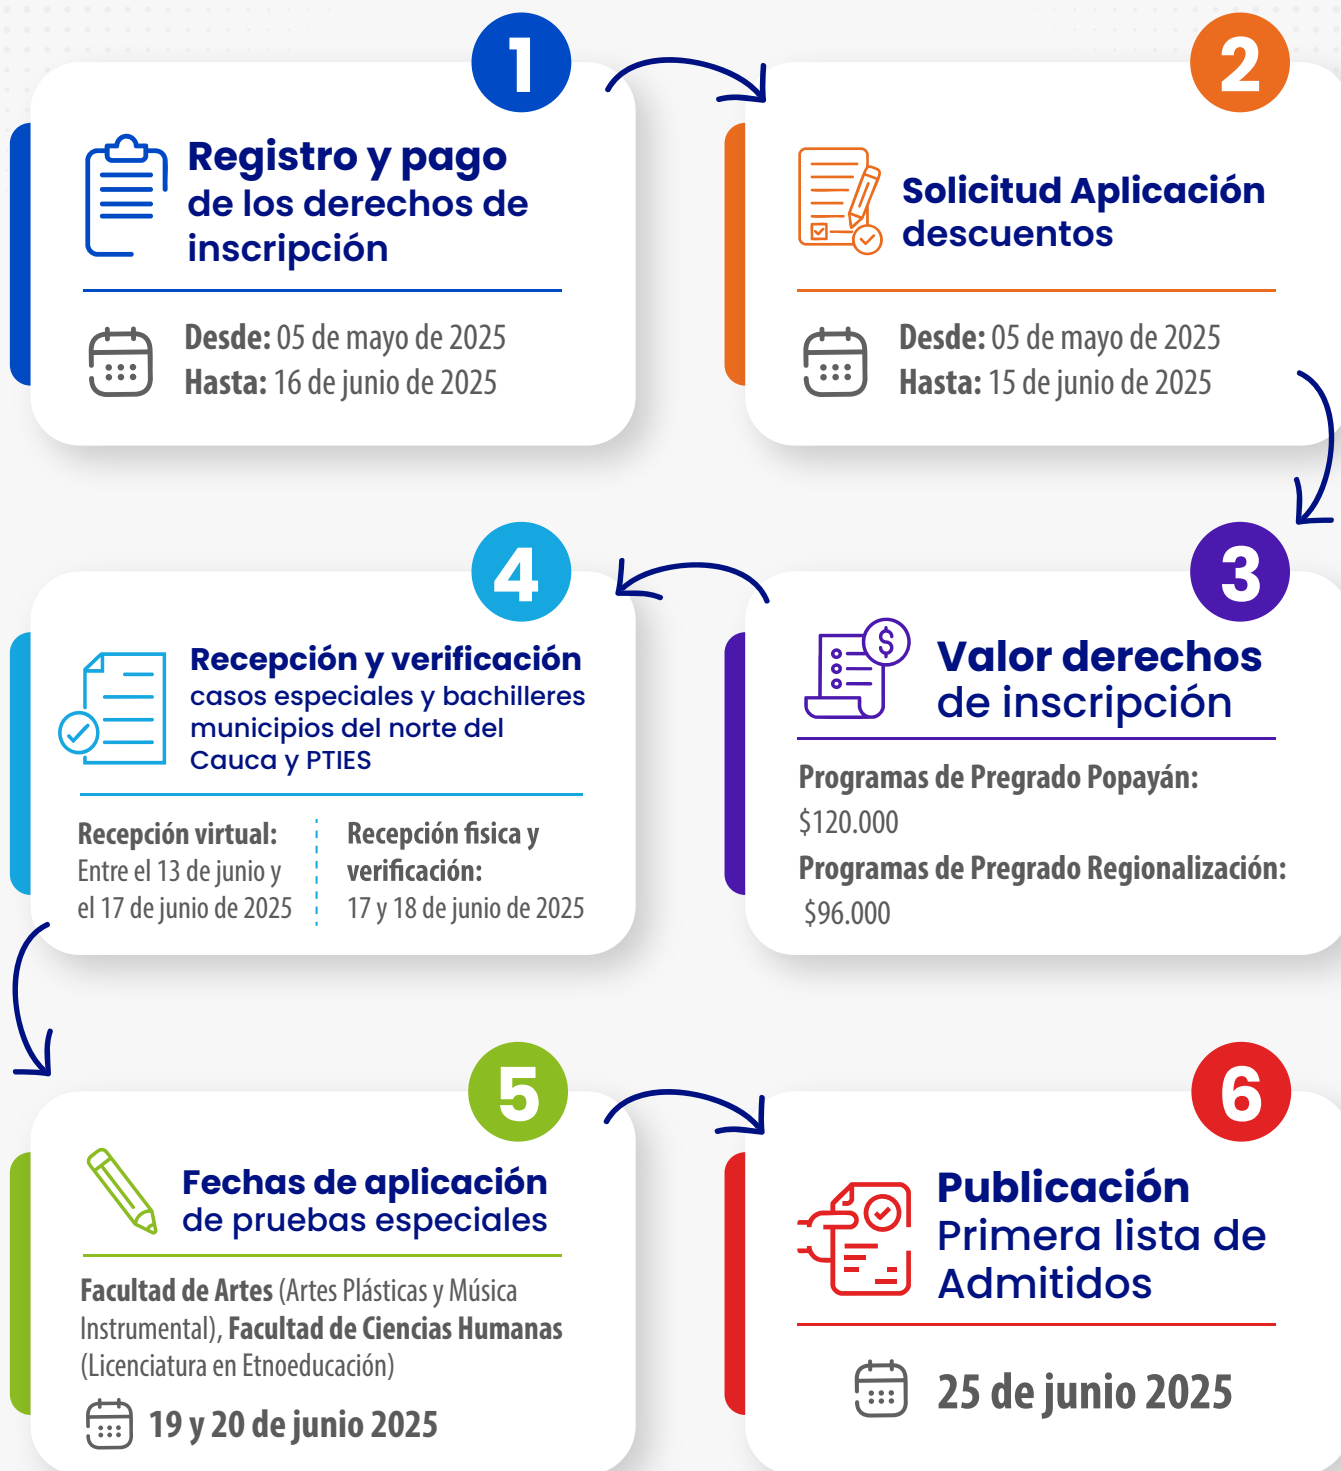 1
Registro y pago
de los derechos de
inscripción
Desde: 05 de mayo de 2025
Hasta: 16 de junio de 2025
2
Solicitud Aplicación
descuentos
Desde: 05 de mayo de 2025
Hasta: 15 de junio de 2025
3
$
Valor derechos
de inscripción
Programas de Pregrado Popayán:
$120.000
Programas de Pregrado Regionalización:
$96.000
4
Recepción y verificación
casos especiales y bachilleres
municipios del norte del
Cauca y PTIES
Recepción virtual:
Entre el 13 de junio y
el 17 de junio de 2025
Recepción fisica y
verificación:
17 y 18 de junio de 2025
5
Fechas de aplicación
de pruebas especiales
Facultad de Artes (Artes Plásticas y Música
Instrumental), Facultad de Ciencias Humanas
(Licenciatura en Etnoeducación)
19 y 20 de junio 2025
6
Publicación
Primera lista de
Admitidos
25 de junio 2025